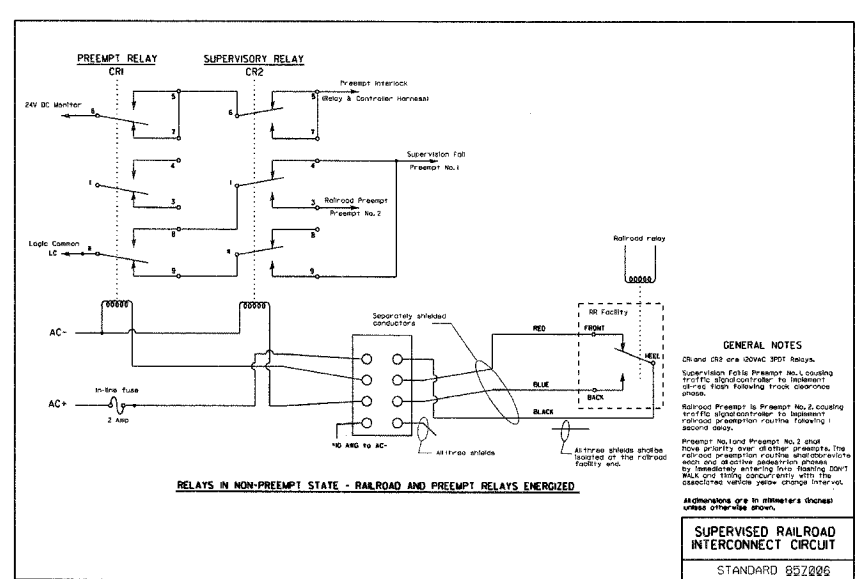 PREEMPT RELAY
CR1
SUPERVISORY RELAY
CR2
Preempt Interlock
(Relay & Controller Harness)
24V DC Monitor
6
5
7
6
5
7
1
4
3
1
4
3
Supervision Fail
Preempt No.1
Railroad Preempt
Preempt No.2
Logic Common
LC
8
9
8
9
Railroad relay
AC-
Separately shielded
conductors
RR Facility
RED
FRONT
HEEL
BLUE
BACK
BLACK
AC+
In-line fuse
2 Amp
AWG to AC-
All three shields
All three shields shall be
isolated at the railroad
facility end.
RELAYS IN NON-PREEMPT STATE - RAILROAD AND PREEMPT RELAYS ENERGIZED
GENERAL NOTES
CR1 and CR2 are 120VAC 3PDT Relays.
Supervision Fail is Preempt No. 1, causing
traffic signal controller to implement
all-red flash following track clearance
phase.
Railroad Preempt is Preempt No. 2, causing
traffic signal controller to implement
railroad preemption routine following 1
second delay.
Preempt No. 1 and Preempt No. 2 shall
have priority over all other preempts. The
railroad preemption routine shall abbreviate
each and all active pedestrian phases
by immediately entering into flashing DON'T
WALK and timing concurrently with the
associated vehicle yellow change interval.
All dimensions are in millimeters (inches)
unless otherwise shown.
SUPERVISED RAILROAD
INTERCONNECT CIRCUIT
STANDARD 857006